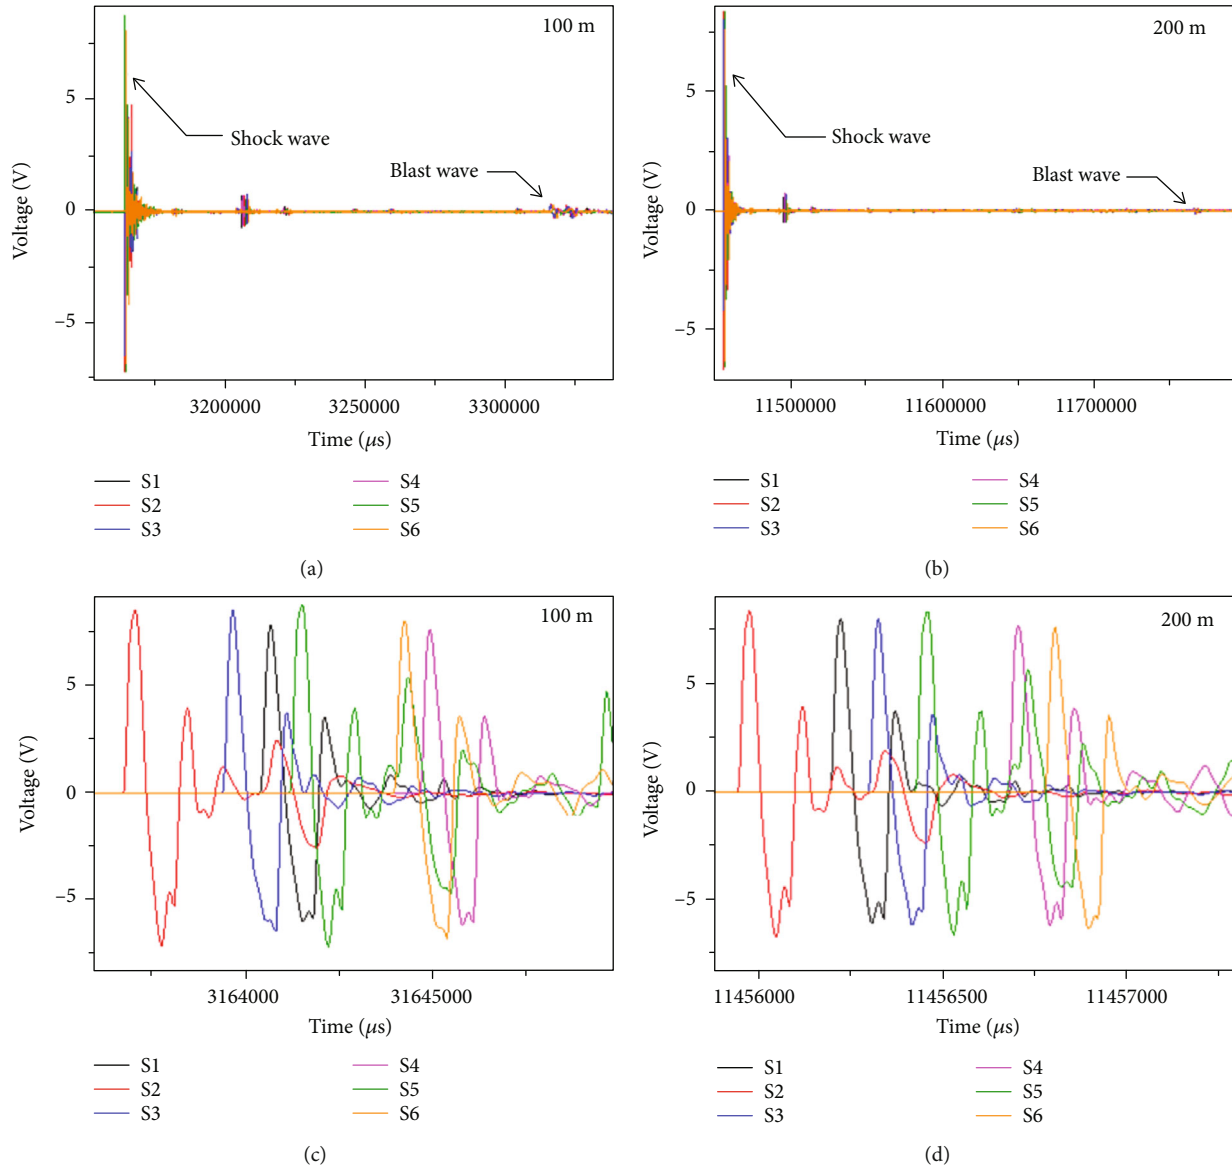 100 m
Shock wave
Blast wave
5
0
−5
Voltage (V)
3200000
3250000
3300000
Time (μs)
S1
S2
S3
S4
S5
S6
(a)
200 m
Shock wave
Blast wave
5
0
−5
Voltage (V)
11500000
11600000
11700000
Time (μs)
S1
S2
S3
S4
S5
S6
(b)
100 m
5
0
−5
Voltage (V)
3164000
31645000
Time (μs)
S1
S2
S3
S4
S5
S6
(c)
200 m
5
0
−5
Voltage (V)
11456000
11456500
11457000
Time (μs)
S1
S2
S3
S4
S5
S6
(d)